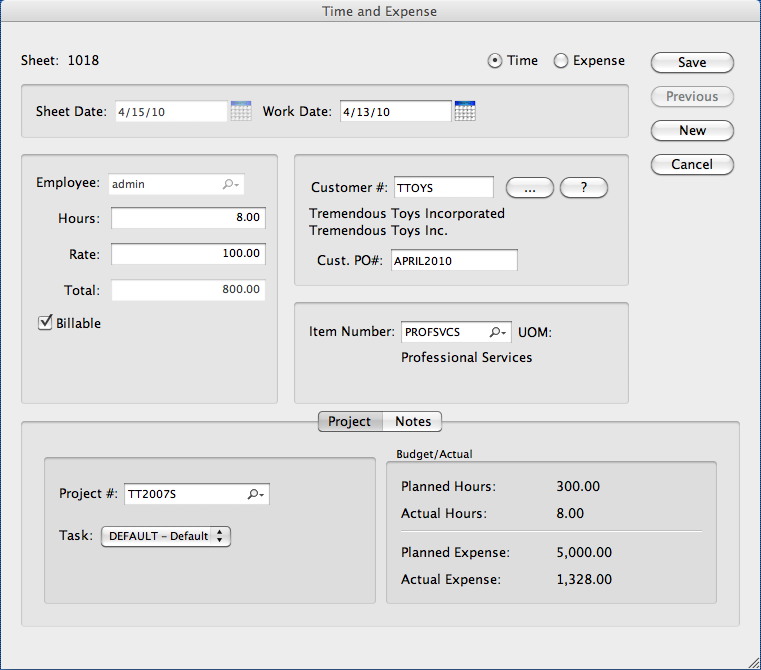 Time and Expense
Sheet: 1018
Time
Expense
Save
Previous
New
Cancel
Sheet Date: 4/15/10
Work Date: 4/13/10
Employee: admin
Hours: 8.00
Rate: 100.00
Total: 800.00
Billable
Customer #: TTOYS
...
?
Tremendous Toys Incorporated
Tremendous Toys Inc.
Cust. PO#: APRIL2010
Item Number: PROFSVCS
UOM:
Professional Services
Project
Notes
Project #: TT2007S
Task: DEFAULT - Default
Budget/Actual
Planned Hours: 300.00
Actual Hours: 8.00
Planned Expense: 5,000.00
Actual Expense: 1,328.00